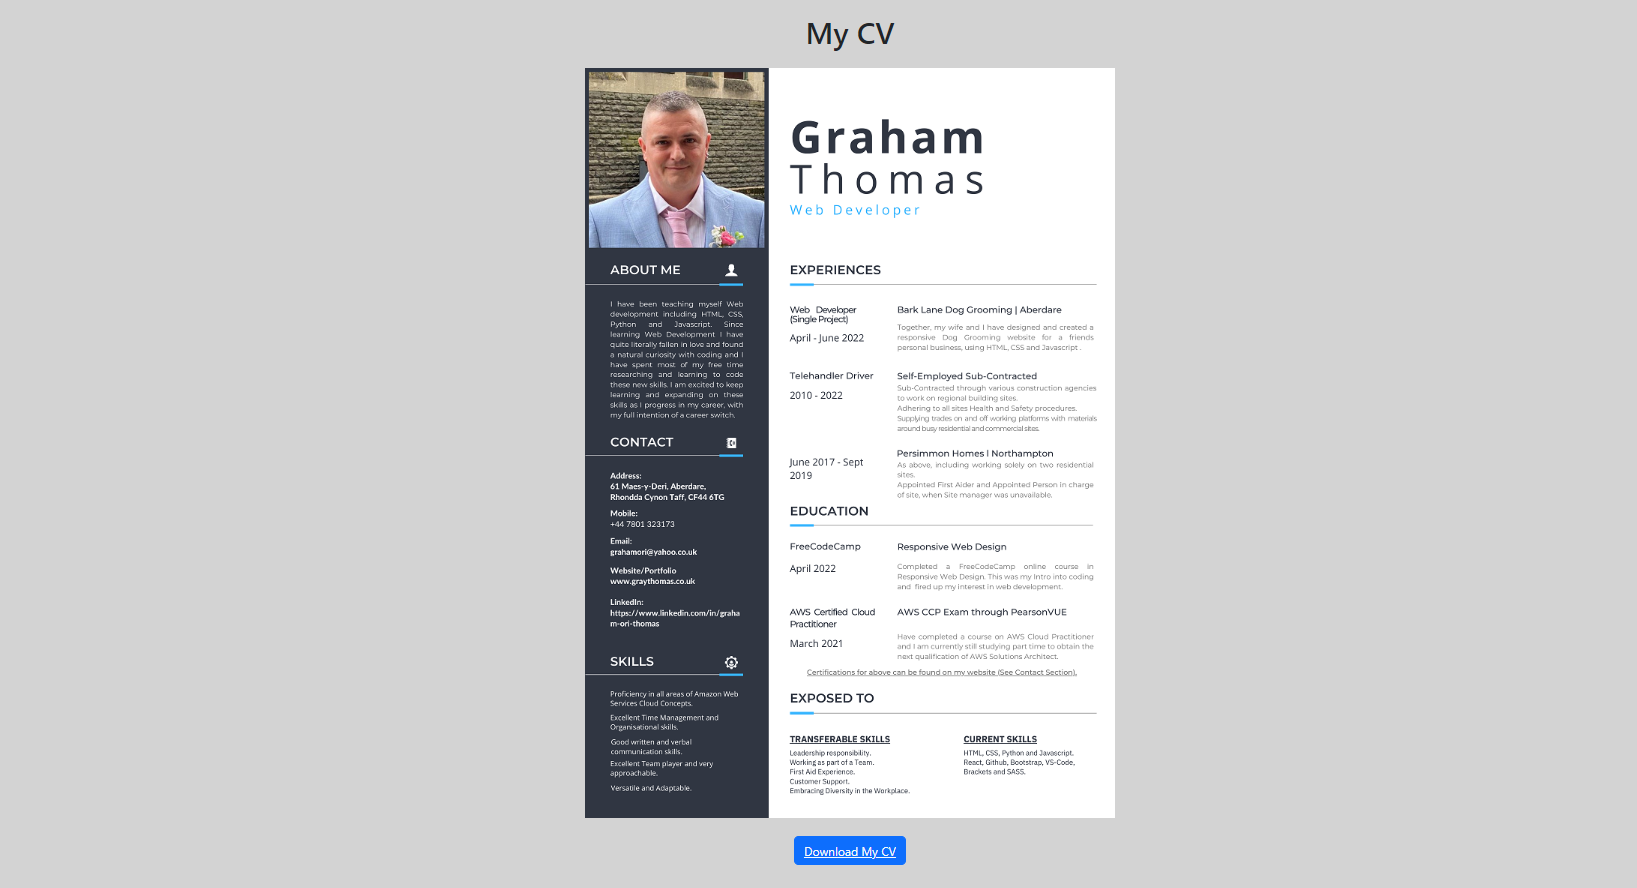 My CV
Graham
Thomas
Web Developer
ABOUT ME
I have been teaching myself Web
development including HTML, CSS,
Python and Javascript. Since
learning Web Development I have
quite literally fallen in love and found
a natural curiosity with coding and I
have spent most of my free time
researching and learning to code
these new skills. I am excited to keep
learning and expanding on these
skills as I progress in my career, with
my full intention of a career switch.
CONTACT
Address:
61 Maes-y-Deri, Aberdare,
Rhondda Cynon Taff, CF44 6TG
Mobile:
+44 7801 323173
Email:
grahamori@yahoo.co.uk
Website/Portfolio
www.graythomas.co.uk
LinkedIn:
https://www.linkedin.com/in/graha
m-ori-thomas
SKILLS
Proficiency in all areas of Amazon Web
Services Cloud Concepts.
Excellent Time Management and
Organisational skills.
Good written and verbal
communication skills.
Excellent Team player and very
approachable.
Versatile and Adaptable.
EXPERIENCES
Web Developer
(Single Project)
April - June 2022
Bark Lane Dog Grooming | Aberdare
Together, my wife and I have designed and created a
responsive Dog Grooming website for a friends
personal business, using HTML, CSS and Javascript .
Telehandler Driver
2010 - 2022
Self-Employed Sub-Contracted
Sub-Contracted through various construction agencies
to work on regional building sites.
Adhering to all sites Health and Safety procedures.
Supplying trades on and off working platforms with materials
around busy residential and commercial sites.
June 2017 - Sept
2019
Persimmon Homes l Northampton
As above, including working solely on two residential
sites.
Appointed First Aider and Appointed Person in charge
of site, when Site manager was unavailable.
EDUCATION
FreeCodeCamp
April 2022
Responsive Web Design
Completed a FreeCodeCamp online course in
Responsive Web Design. This was my Intro into coding
and fired up my interest in web development.
AWS Certified Cloud
Practitioner
March 2021
AWS CCP Exam through PearsonVUE
Have completed a course on AWS Cloud Practitioner
and I am currently still studying part time to obtain the
next qualification of AWS Solutions Architect.
Certifications for above can be found on my website (See Contact Section).
EXPOSED TO
TRANSFERABLE SKILLS
Leadership responsibility.
Working as part of a Team.
First Aid Experience.
Customer Support.
Embracing Diversity in the Workplace.
CURRENT SKILLS
HTML, CSS, Python and Javascript.
React, Github, Bootstrap, VS-Code,
Brackets and SASS.
Download My CV